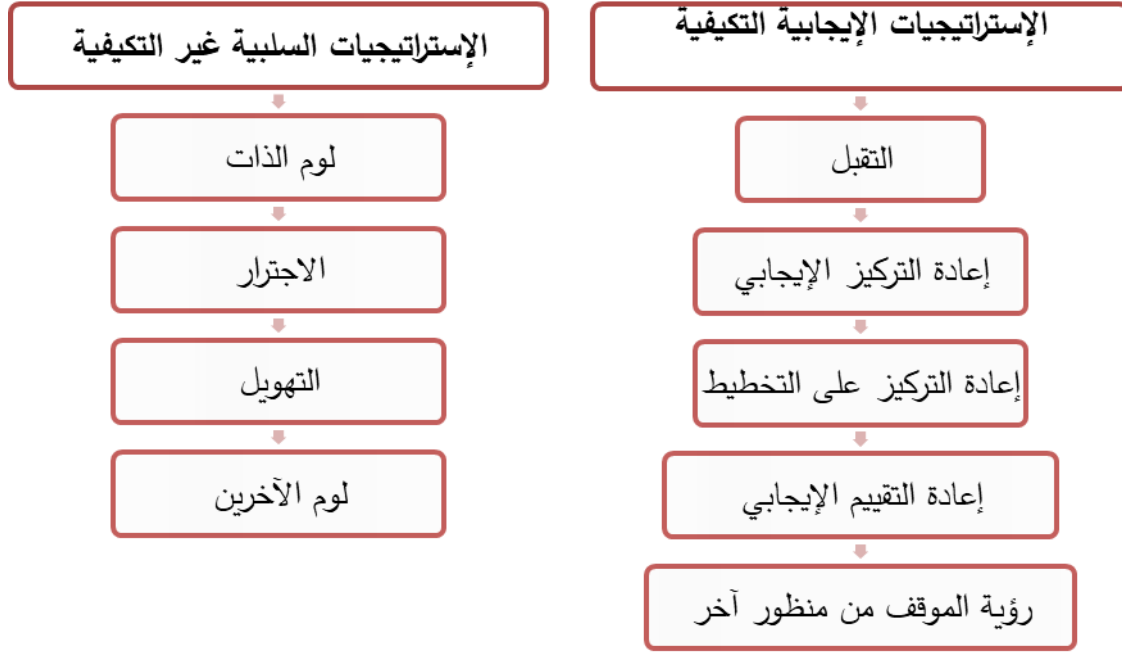 الإستراتيجيات الإيجابية التكيفية
التقبل
إعادة التركيز الإيجابي
إعادة التركيز على التخطيط
إعادة التقييم الإيجابي
رؤية الموقف من منظور آخر
الإستراتيجيات السلبية غير التكيفية
لوم الذات
الاجترار
التهويل
لوم الآخرين